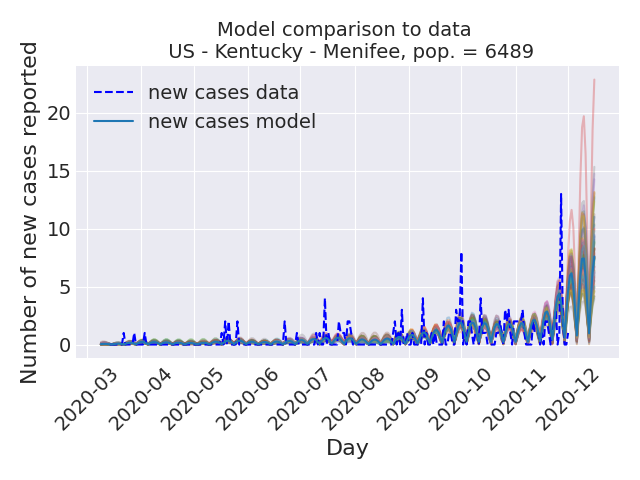 Model comparison to data
US - Kentucky - Menifee, pop. = 6489
Number of new cases reported
20
15
10
5
0
new cases data
new cases model
2020-03
2020-04
2020-05
2020-06
2020-07
2020-08
2020-09
2020-10
2020-11
2020-12
Day